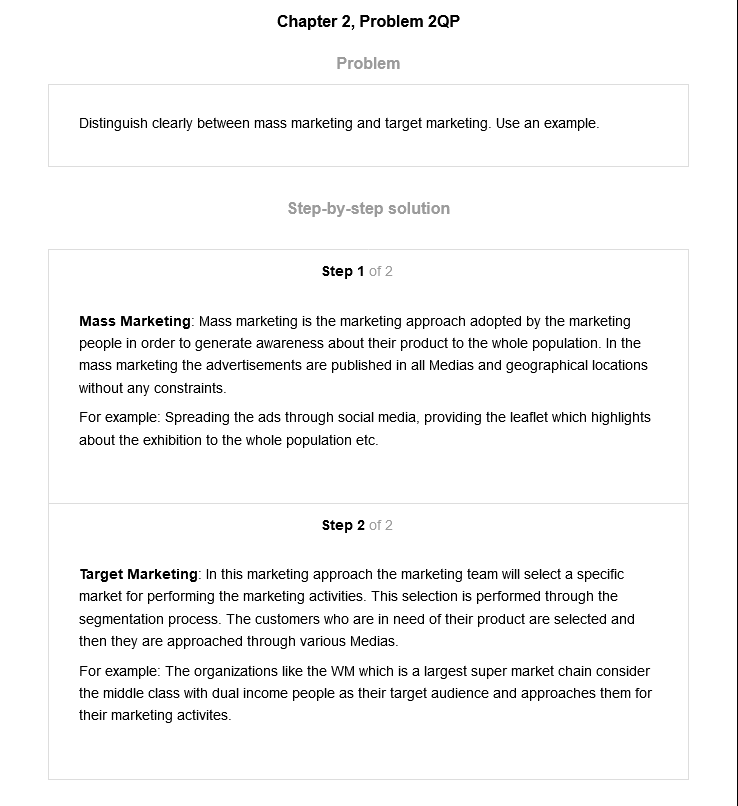 Chapter 2, Problem 2QP
Problem
Distinguish clearly between mass marketing and target marketing. Use an example.
Step-by-step solution
Step 1 of 2
Mass Marketing: Mass marketing is the marketing approach adopted by the marketing
people in order to generate awareness about their product to the whole population. In the
mass marketing the advertisements are published in all Medias and geographical locations
without any constraints.
For example: Spreading the ads through social media, providing the leaflet which highlights
about the exhibition to the whole population etc.
Step 2 of 2
Target Marketing: In this marketing approach the marketing team will select a specific
market for performing the marketing activities. This selection is performed through the
segmentation process. The customers who are in need of their product are selected and
then they are approached through various Medias.
For example: The organizations like the WM which is a largest super market chain consider
the middle class with dual income people as their target audience and approaches them for
their marketing activites.